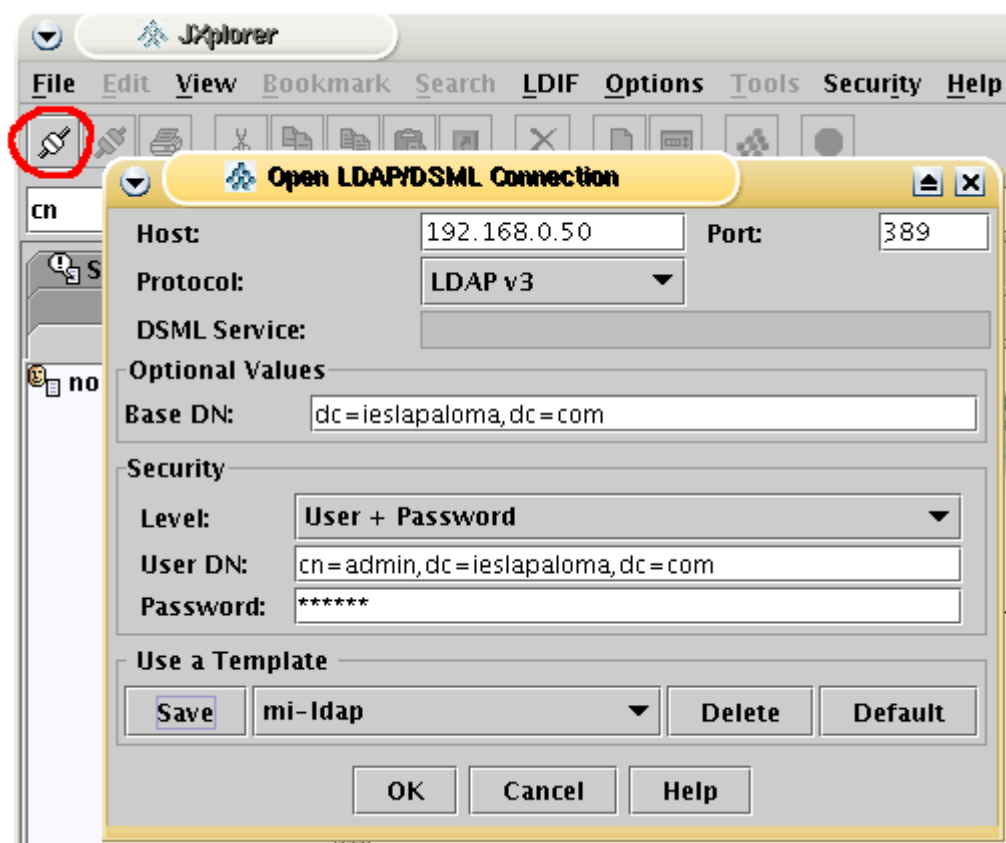 JXplorer
File Edit View Bookmark Search LDIF Options Tools Security Help
Open LDAP/DSML Connection
cn
Host: 192.168.0.50 Port: 389
S
Protocol: LDAP v3
DSML Service:
no
Optional Values
Base DN: dc=ieslapaloma,dc=com
Security
Level: User + Password
User DN: cn=admin,dc=ieslapaloma,dc=com
Password: ******
Use a Template
Save mi-ldap Delete Default
OK Cancel Help